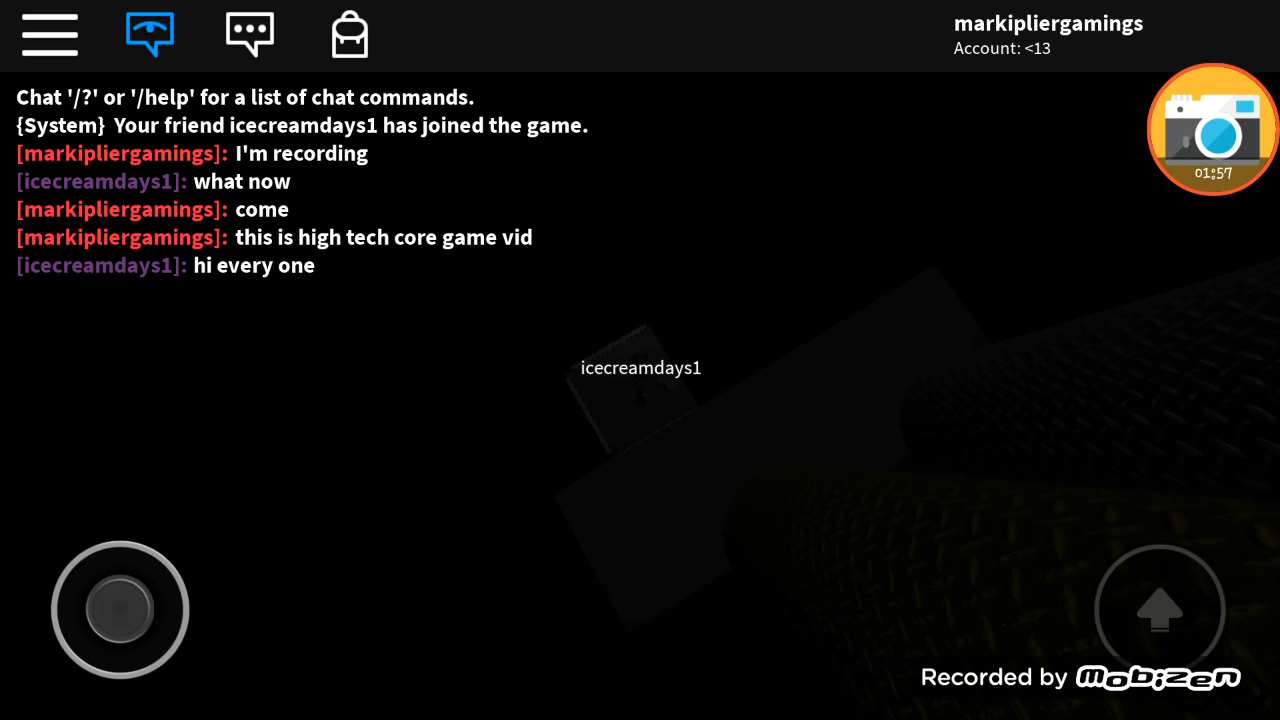 markipliergamings
Account: <13
Chat '/?' or '/help' for a list of chat commands.
{System} Your friend icecreamdays1 has joined the game.
[markipliergamings]: I'm recording
[icecreamdays1]: what now
[markipliergamings]: come
[markipliergamings]: this is high tech core game vid
[icecreamdays1]: hi every one
01:57
icecreamdays1
Recorded by mobizen